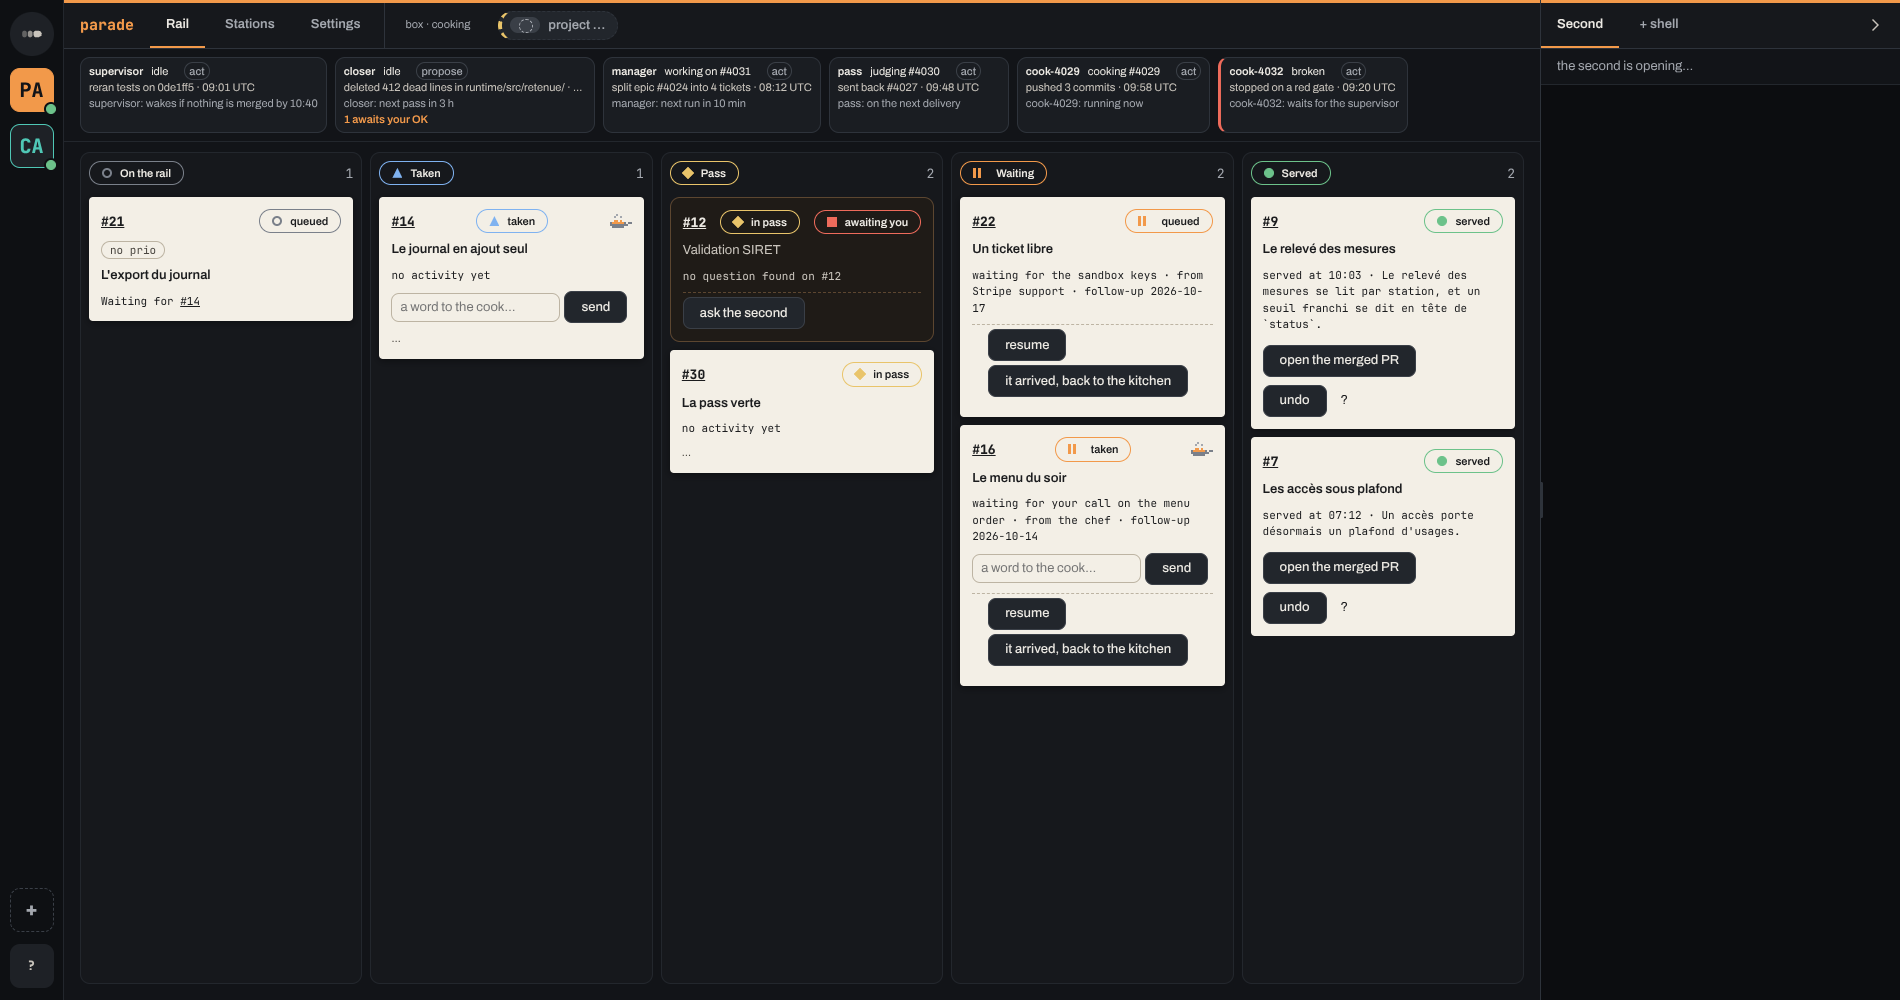 parade
Rail
Stations
Settings
box · cooking
project ...
Second
+ shell
the second is opening...
PA
CA
+
?
supervisor idle act
reran tests on 0de1ff5 · 09:01 UTC
supervisor: wakes if nothing is merged by 10:40
closer idle propose
deleted 412 dead lines in runtime/src/retenue/ · ...
closer: next pass in 3 h
1 awaits your OK
manager working on #4031 act
split epic #4024 into 4 tickets · 08:12 UTC
manager: next run in 10 min
pass judging #4030 act
sent back #4027 · 09:48 UTC
pass: on the next delivery
cook-4029 cooking #4029 act
pushed 3 commits · 09:58 UTC
cook-4029: running now
cook-4032 broken act
stopped on a red gate · 09:20 UTC
cook-4032: waits for the supervisor
On the rail 1
#21 queued
no prio
L'export du journal
Waiting for #14
Taken 1
#14 taken
Le journal en ajout seul
no activity yet
a word to the cook... send
...
Pass 2
#12 in pass awaiting you
Validation SIRET
no question found on #12
ask the second
#30 in pass
La pass verte
no activity yet
...
Waiting 2
#22 queued
Un ticket libre
waiting for the sandbox keys · from
Stripe support · follow-up 2026-10-
17
resume
it arrived, back to the kitchen
#16 taken
Le menu du soir
waiting for your call on the menu
order · from the chef · follow-up
2026-10-14
a word to the cook... send
resume
it arrived, back to the kitchen
Served 2
#9 served
Le relevé des mesures
served at 10:03 · Le relevé des
mesures se lit par station, et un
seuil franchi se dit en tête de
`status`.
open the merged PR
undo ?
#7 served
Les accès sous plafond
served at 07:12 · Un accès porte
désormais un plafond d'usages.
open the merged PR
undo ?